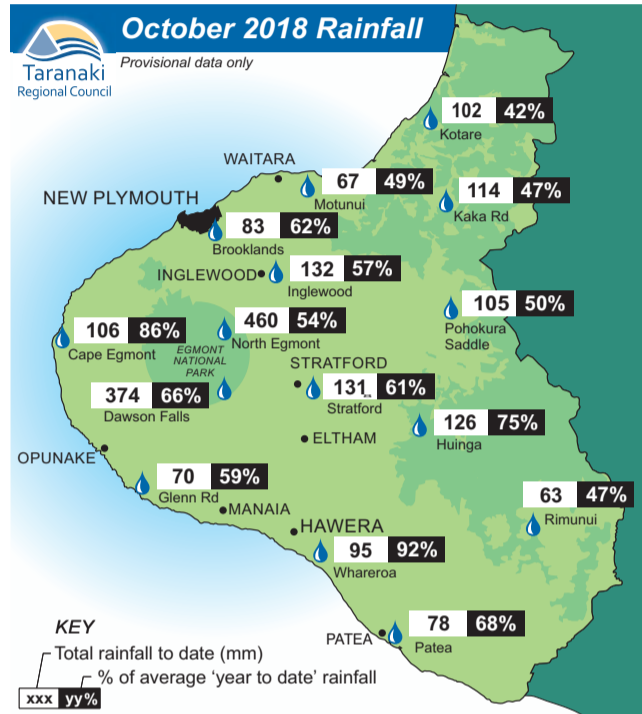 October 2018 Rainfall
Provisional data only
Taranaki
Regional Council
102 42%
Kotare
WAITARA
67 49%
Motunui
NEW PLYMOUTH
114 47%
Kaka Rd
83 62%
Brooklands
INGLEWOOD
132 57%
Inglewood
105 50%
Pohokura
Saddle
106 86%
Cape Egmont
460 54%
North Egmont
EGMONT
NATIONAL
PARK
STRATFORD
374 66%
Dawson Falls
131 61%
Stratford
126 75%
Huinga
ELTHAM
OPUNAKE
70 59%
Glenn Rd
MANAIA
63 47%
Rimunui
HAWERA
95 92%
Whareroa
78 68%
PATEA
Patea
KEY
Total rainfall to date (mm)
% of average 'year to date' rainfall
xxx yy%